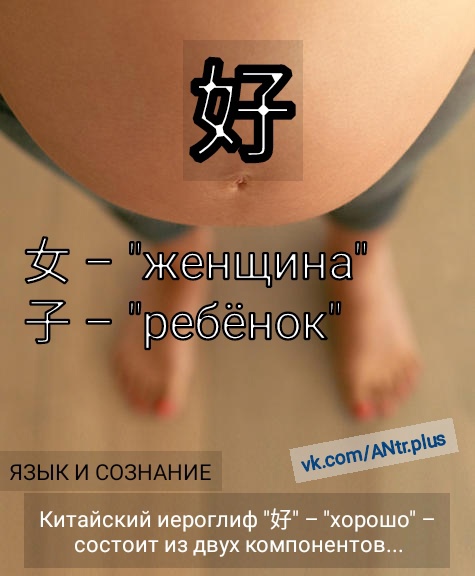 好
女 – "женщина"
子 – "ребёнок"
vk.com/ANtr.plus
ЯЗЫК И СОЗНАНИЕ
Китайский иероглиф "好" – "хорошо" –
состоит из двух компонентов...